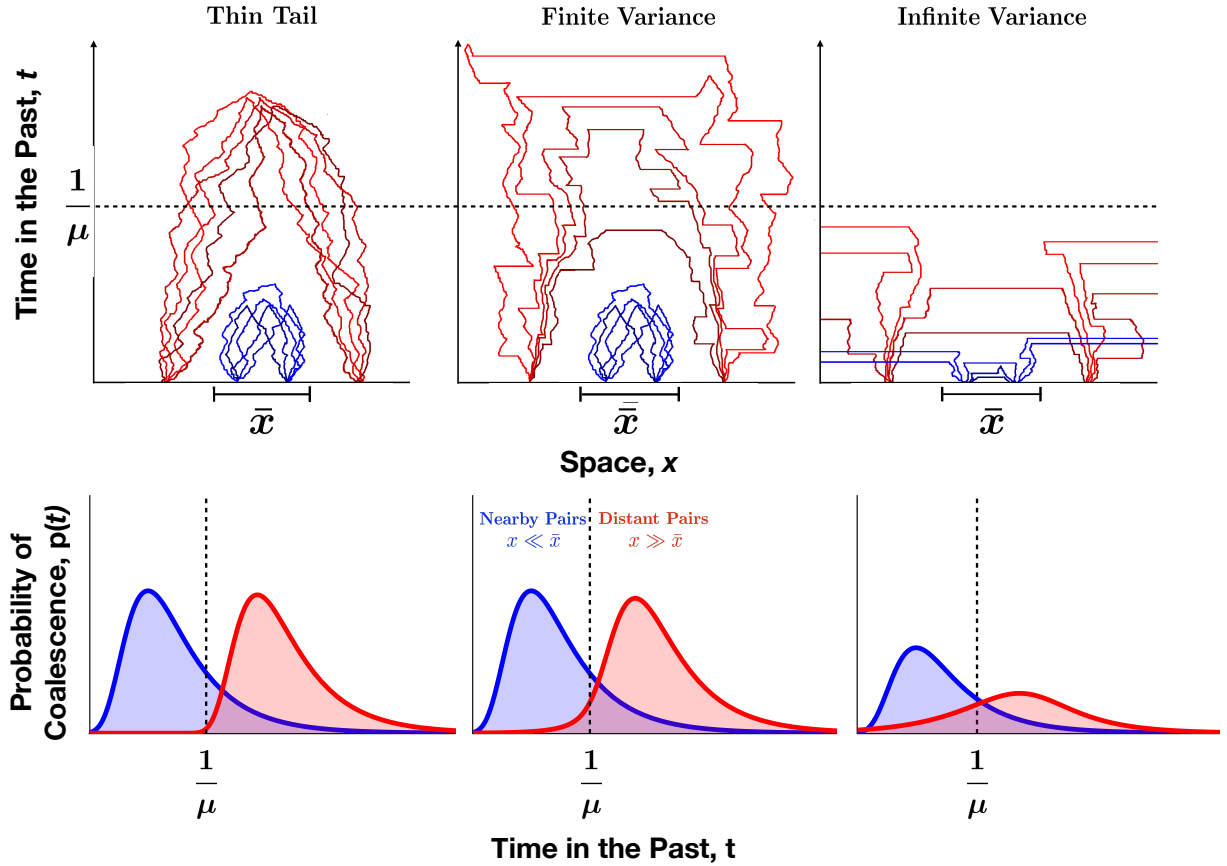 Thin Tail
Finite Variance
Infinite Variance
Time in the Past, t
1
μ
x̄
x̄̄
x̄
Space, x
Probability of
Coalescence, p(t)
Nearby Pairs
x ≪ x̄
Distant Pairs
x ≫ x̄
1
μ
1
μ
1
μ
Time in the Past, t